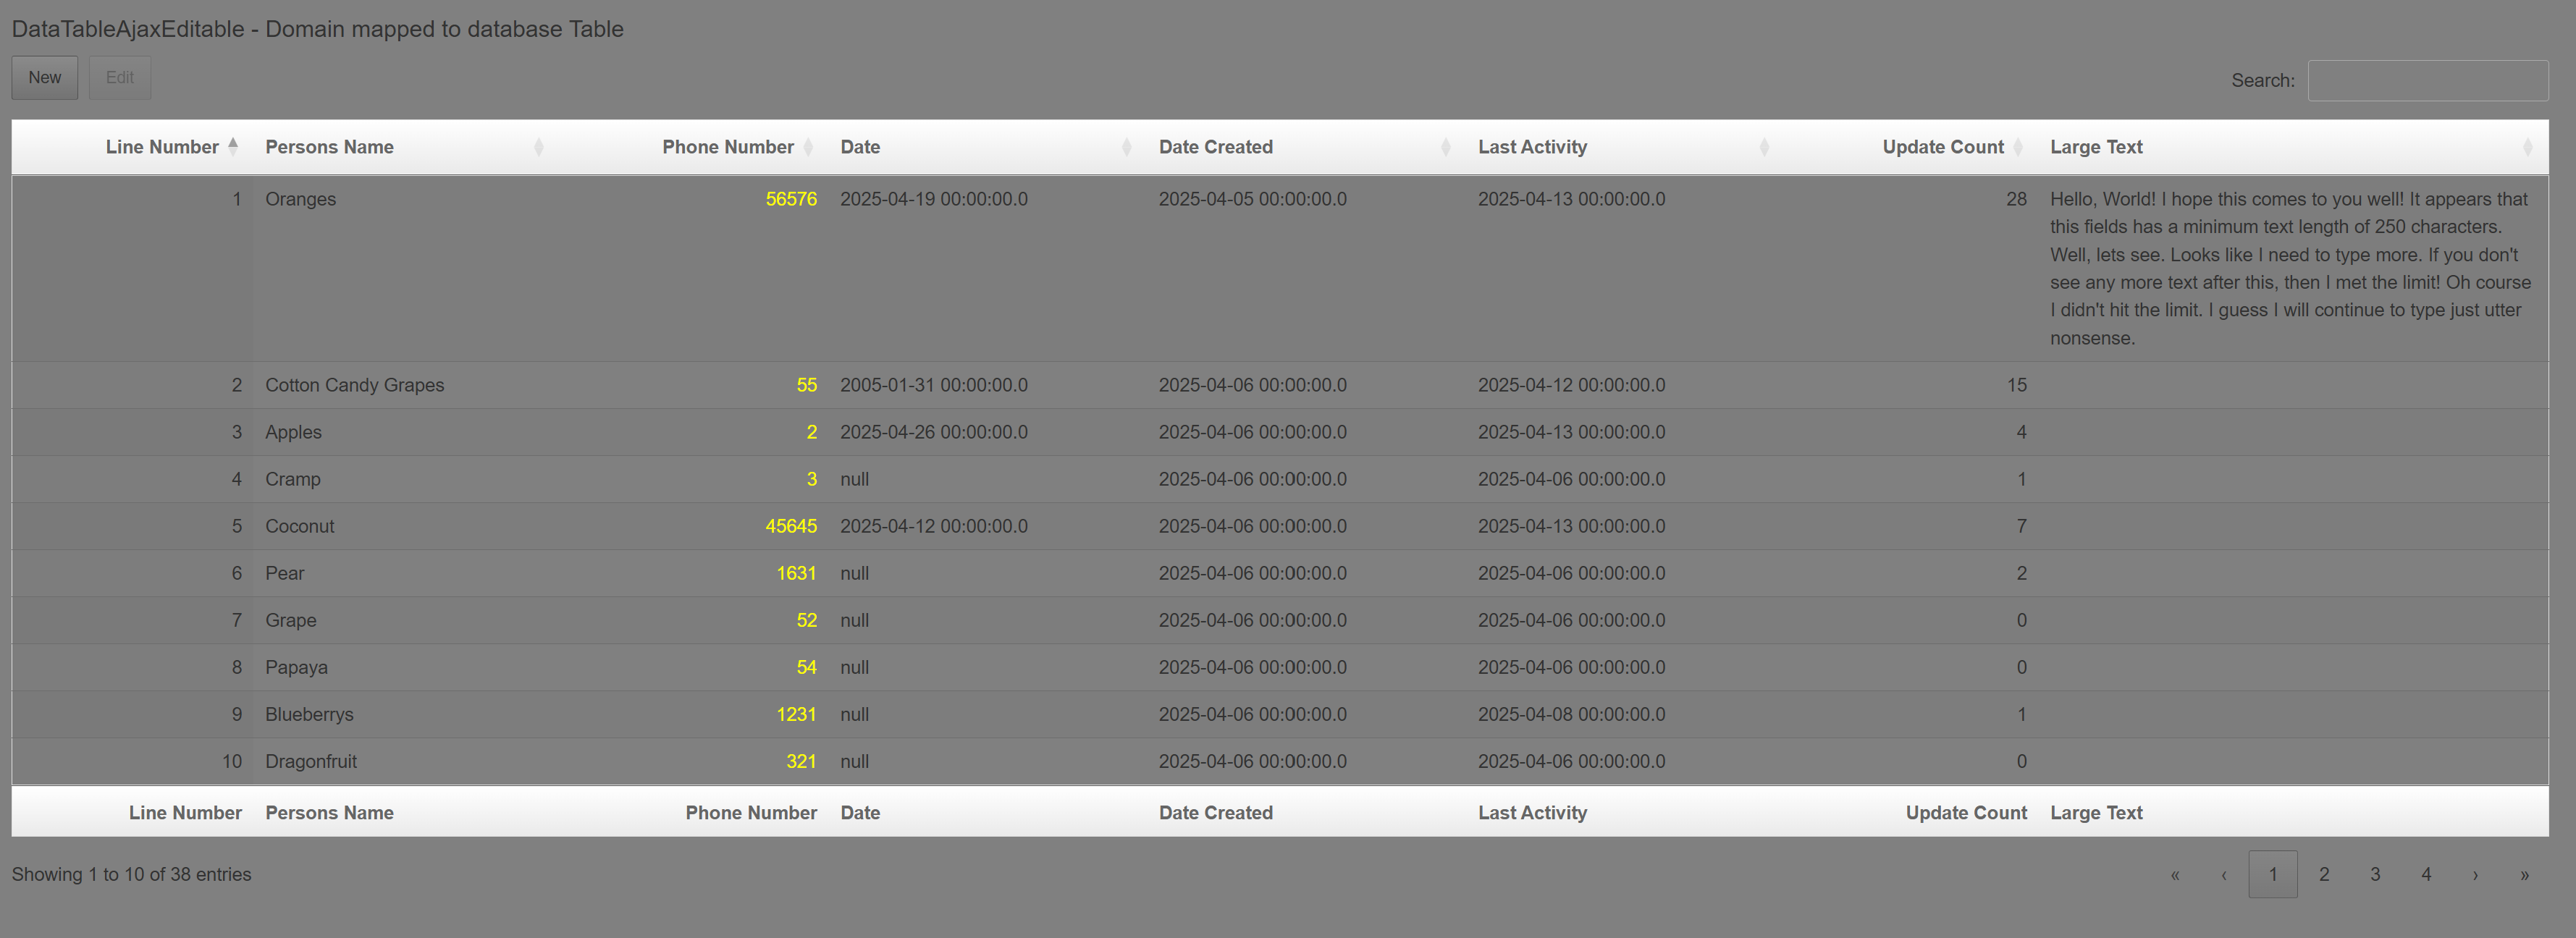 DataTableAjaxEditable - Domain mapped to database Table
New Edit Search:
Line Number Persons Name Phone Number Date Date Created Last Activity Update Count Large Text
1 Oranges 56576 2025-04-19 00:00:00.0 2025-04-05 00:00:00.0 2025-04-13 00:00:00.0 28 Hello, World! I hope this comes to you well! It appears that
this fields has a minimum text length of 250 characters.
Well, lets see. Looks like I need to type more. If you don't
see any more text after this, then I met the limit! Oh course
I didn't hit the limit. I guess I will continue to type just utter
nonsense.
2 Cotton Candy Grapes 55 2005-01-31 00:00:00.0 2025-04-06 00:00:00.0 2025-04-12 00:00:00.0 15
3 Apples 2 2025-04-26 00:00:00.0 2025-04-06 00:00:00.0 2025-04-13 00:00:00.0 4
4 Cramp 3 null 2025-04-06 00:00:00.0 2025-04-06 00:00:00.0 1
5 Coconut 45645 2025-04-12 00:00:00.0 2025-04-06 00:00:00.0 2025-04-13 00:00:00.0 7
6 Pear 1631 null 2025-04-06 00:00:00.0 2025-04-06 00:00:00.0 2
7 Grape 52 null 2025-04-06 00:00:00.0 2025-04-06 00:00:00.0 0
8 Papaya 54 null 2025-04-06 00:00:00.0 2025-04-06 00:00:00.0 0
9 Blueberrys 1231 null 2025-04-06 00:00:00.0 2025-04-08 00:00:00.0 1
10 Dragonfruit 321 null 2025-04-06 00:00:00.0 2025-04-06 00:00:00.0 0
Line Number Persons Name Phone Number Date Date Created Last Activity Update Count Large Text
Showing 1 to 10 of 38 entries « ‹ 1 2 3 4 › »